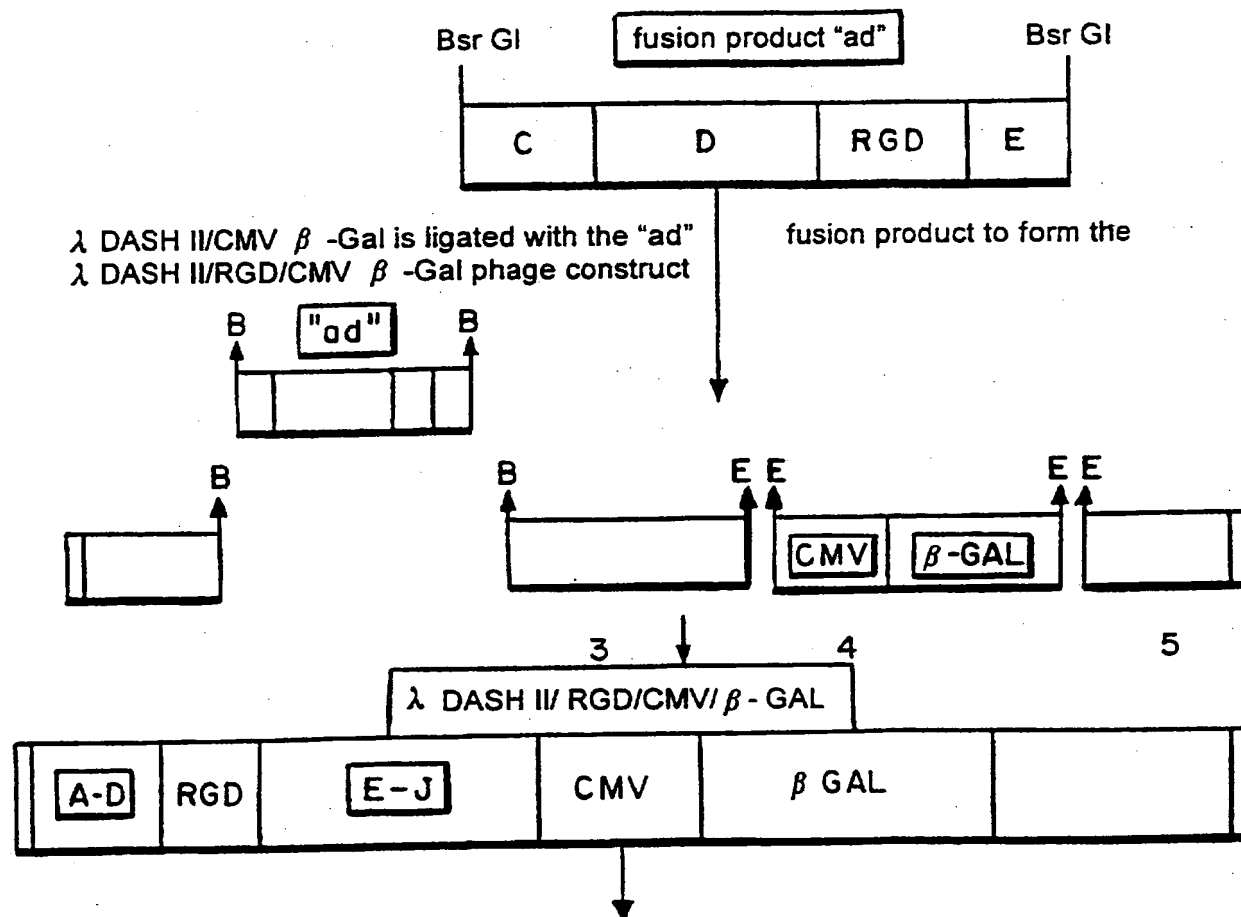 Bsr GI fusion product "ad" Bsr GI
C D RGD E
λ DASH II/CMV β -Gal is ligated with the "ad" fusion product to form the
λ DASH II/RGD/CMV β -Gal phage construct
B "ad" B
B B E E E E
CMV β-GAL
3 4 5
λ DASH II/ RGD/CMV/ β - GAL
A-D RGD E-J CMV β GAL